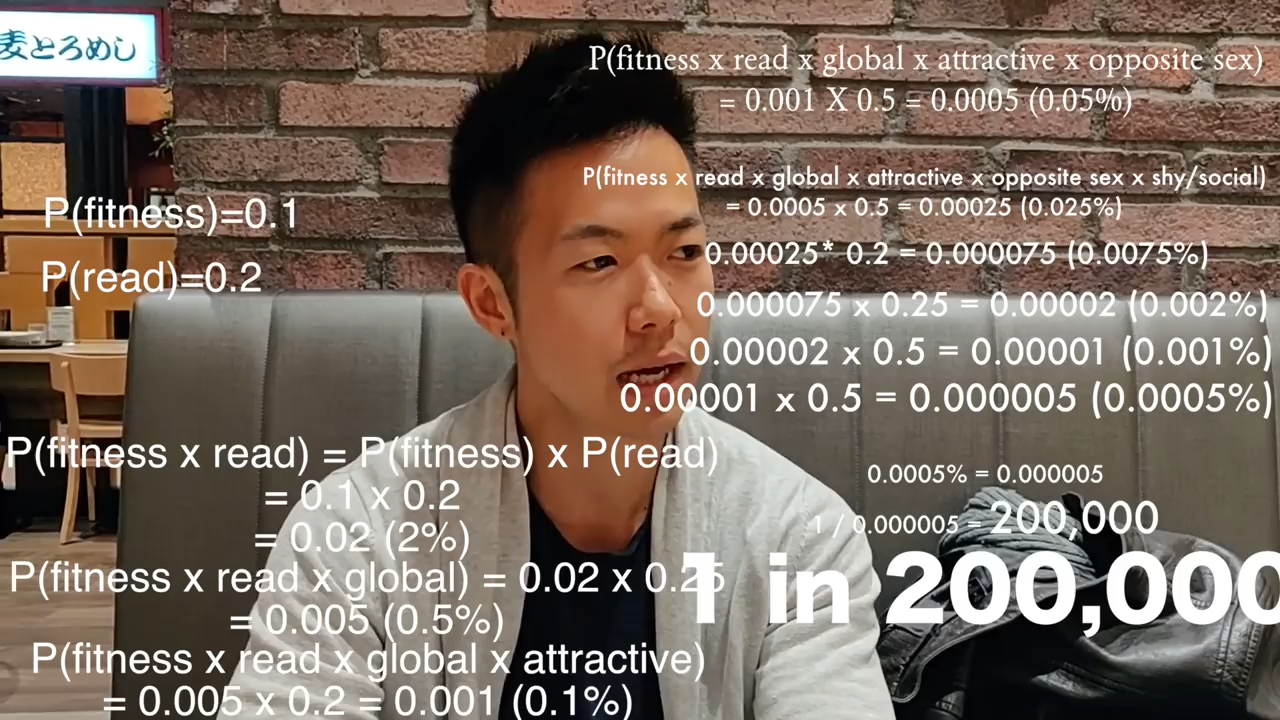 麦とろめし
P(fitness)=0.1
P(read)=0.2
P(fitness x read) = P(fitness) x P(read)
= 0.1 x 0.2
= 0.02 (2%)
P(fitness x read x global) = 0.02 x 0.25
= 0.005 (0.5%)
P(fitness x read x global x attractive)
= 0.005 x 0.2 = 0.001 (0.1%)
P(fitness x read x global x attractive x opposite sex)
= 0.001 X 0.5 = 0.0005 (0.05%)
P(fitness x read x global x attractive x opposite sex x shy/social)
= 0.0005 x 0.5 = 0.00025 (0.025%)
0.00025* 0.2 = 0.000075 (0.0075%)
0.000075 x 0.25 = 0.00002 (0.002%)
0.00002 x 0.5 = 0.00001 (0.001%)
0.00001 x 0.5 = 0.000005 (0.0005%)
0.0005% = 0.000005
1 / 0.000005 = 200,000
1 in 200,000